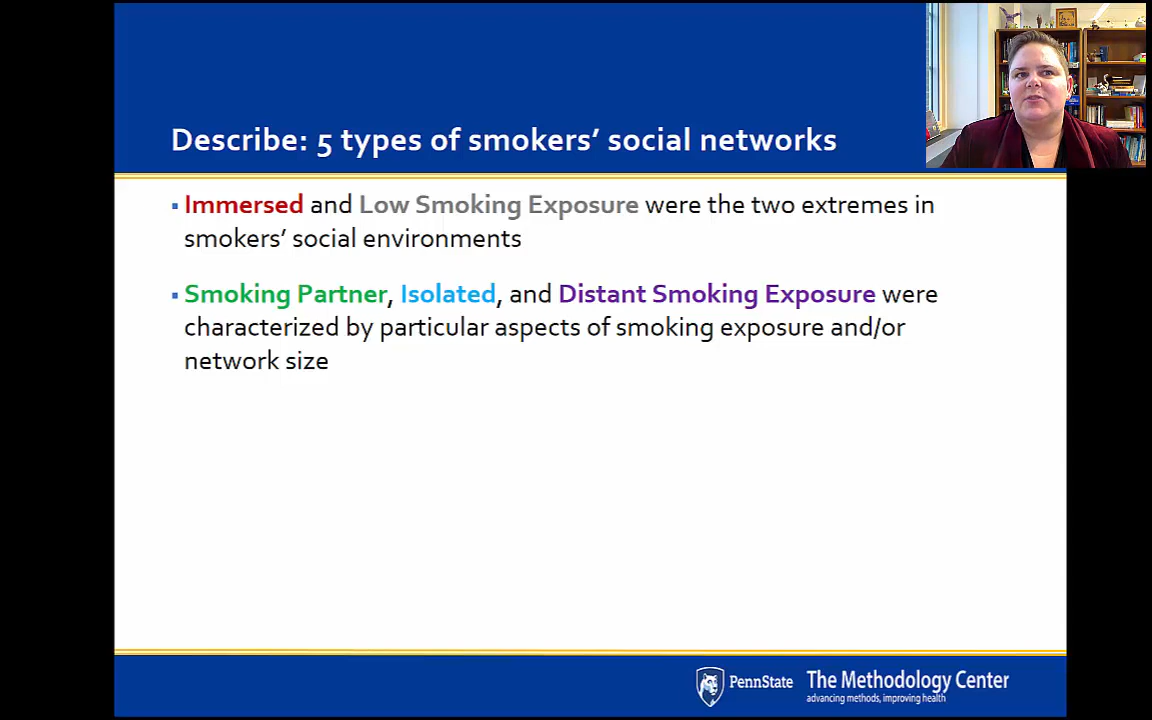 Describe: 5 types of smokers’ social networks
▪ Immersed and Low Smoking Exposure were the two extremes in
smokers’ social environments
▪ Smoking Partner, Isolated, and Distant Smoking Exposure were
characterized by particular aspects of smoking exposure and/or
network size
PennState
The Methodology Center
advancing methods, improving health